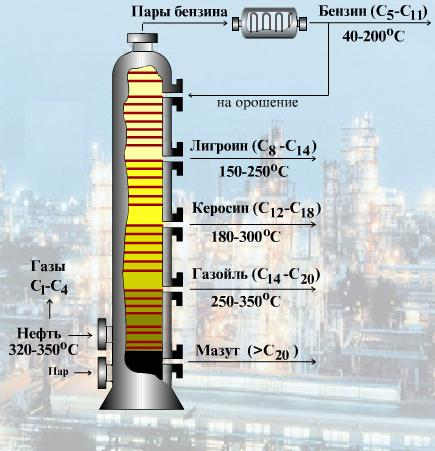 Пары бензина
Бензин (C5-C11)
40-200°C
на орошение
Лигроин (C8-C14)
150-250°C
Керосин (C12-C18)
180-300°C
Газы
C1-C4
Газойль (C14-C20)
250-350°C
Нефть
320-350°C
Мазут (>C20)
Пар